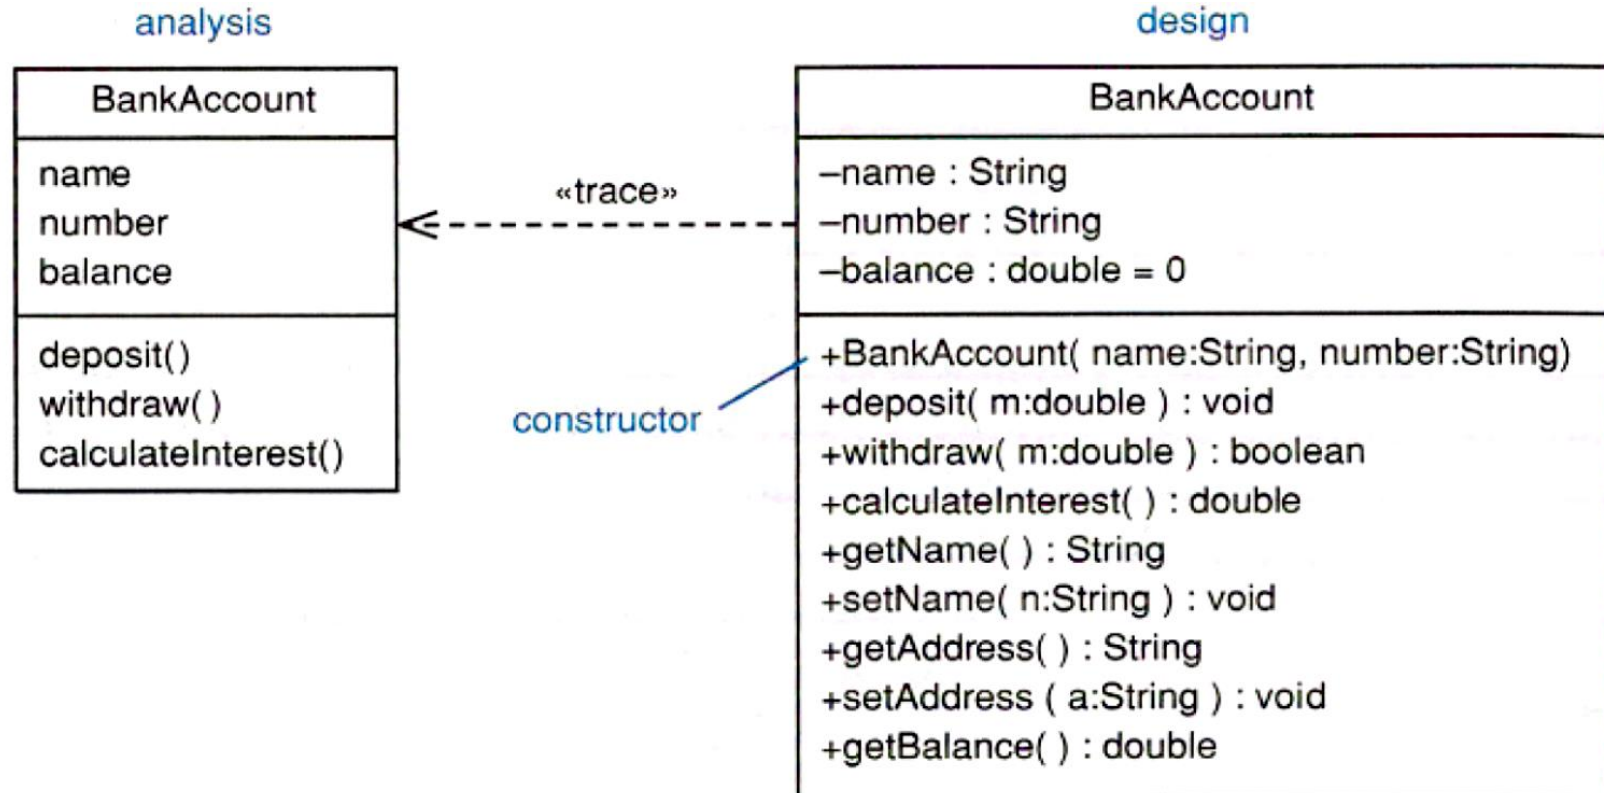 analysis
BankAccount
name
number
balance
deposit()
withdraw( )
calculateInterest()
«trace»
constructor
design
BankAccount
–name : String
–number : String
–balance : double = 0
+BankAccount( name:String, number:String)
+deposit( m:double ) : void
+withdraw( m:double ) : boolean
+calculateInterest( ) : double
+getName( ) : String
+setName( n:String ) : void
+getAddress( ) : String
+setAddress ( a:String ) : void
+getBalance( ) : double